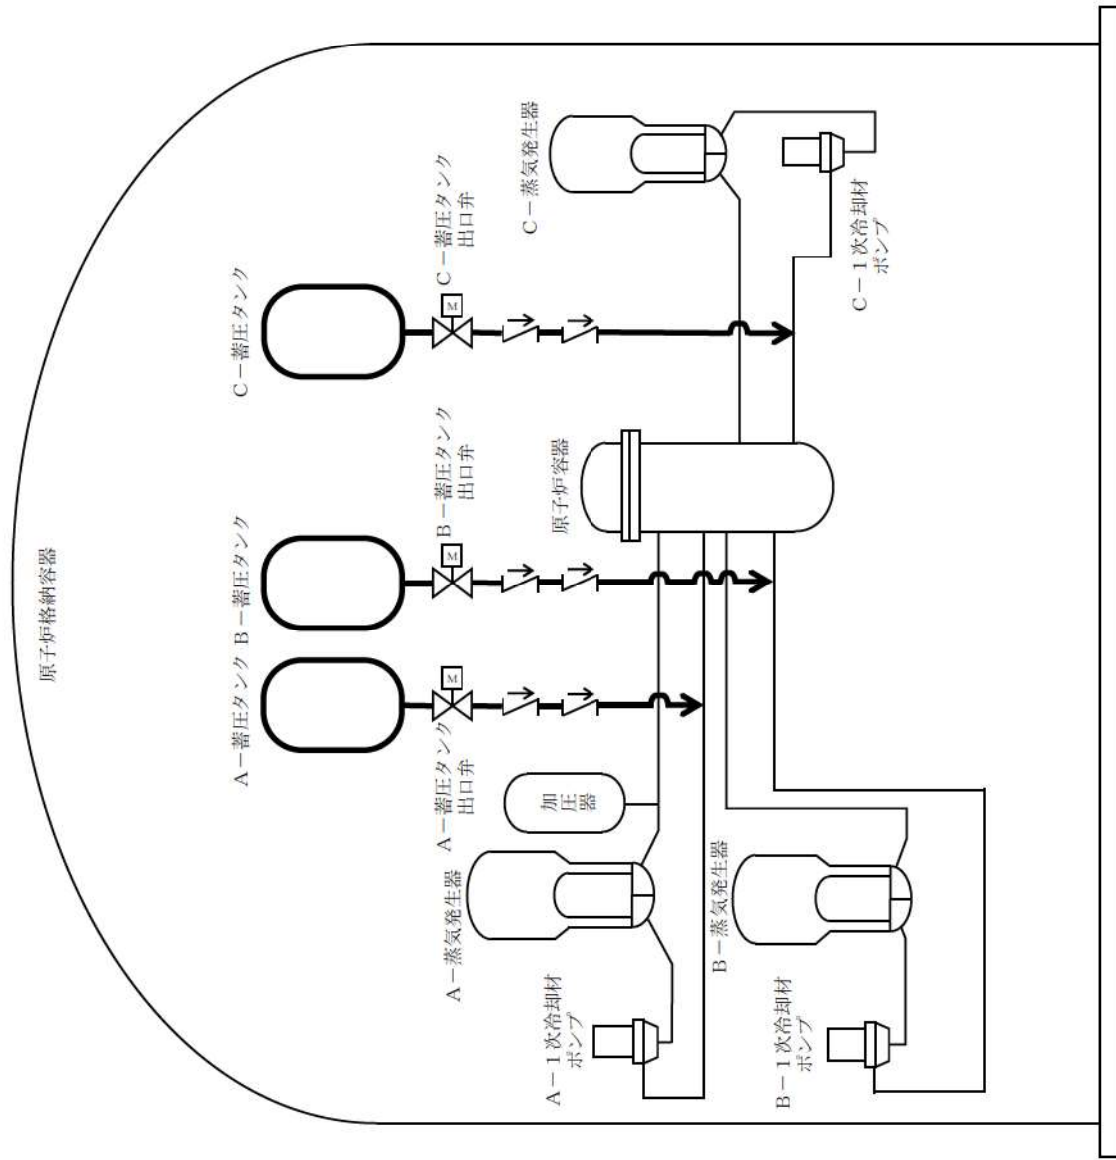 原子炉格納容器
A－蓄圧タンク
B－蓄圧タンク
C－蓄圧タンク
M
A－蓄圧タンク
出口弁
M
B－蓄圧タンク
出口弁
M
C－蓄圧タンク
出口弁
加圧器
A－蒸気発生器
B－蒸気発生器
C－蒸気発生器
原子炉容器
A－1次冷却材
ポンプ
B－1次冷却材
ポンプ
C－1次冷却材
ポンプ